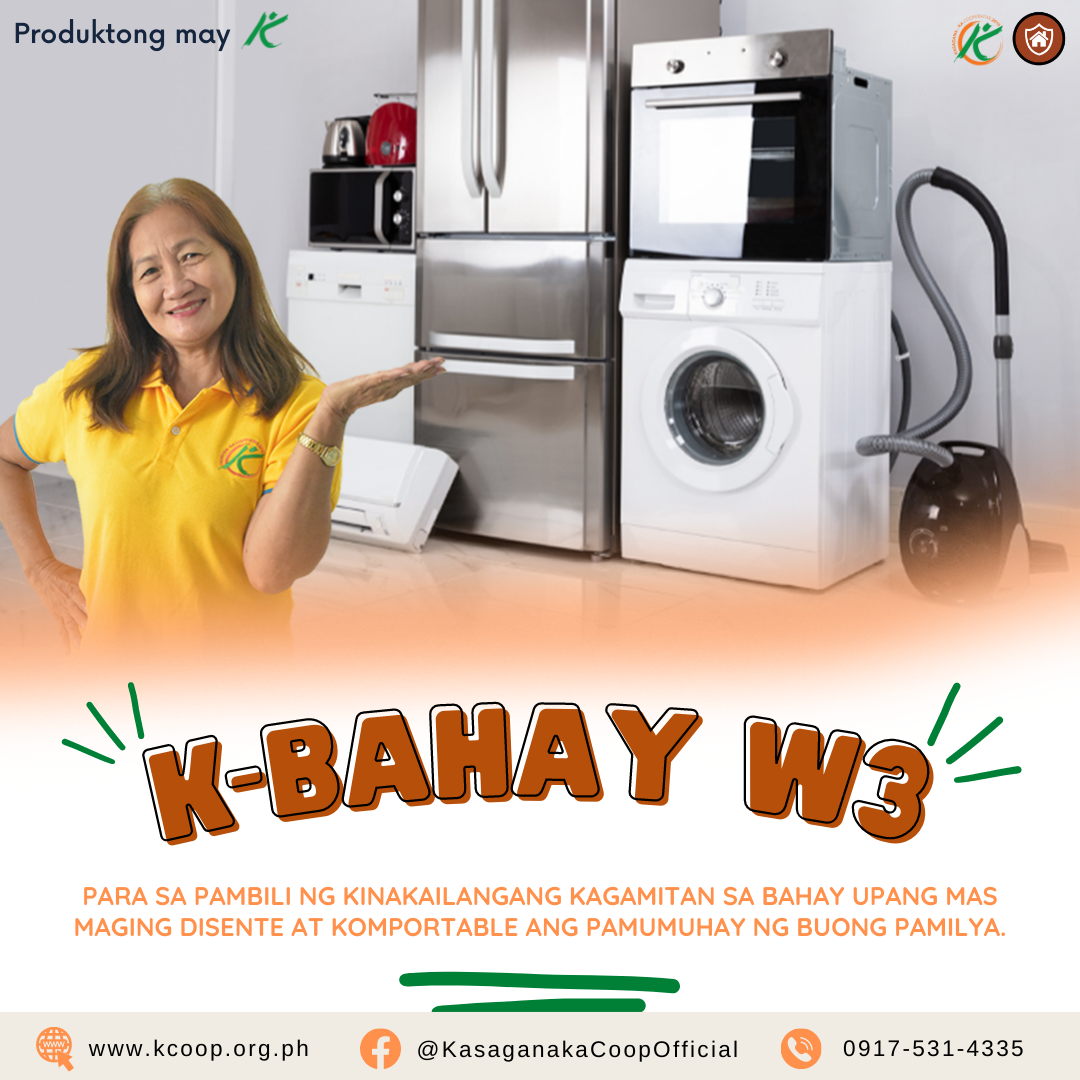 Produktong may K
K-BAHAY W3
PARA SA PAMBILI NG KINAKAILANGANG KAGAMITAN SA BAHAY UPANG MAS
MAGING DISENTE AT KOMPORTABLE ANG PAMUMUHAY NG BUONG PAMILYA.
www.kcoop.org.ph
@KasaganakaCoopOfficial
0917-531-4335